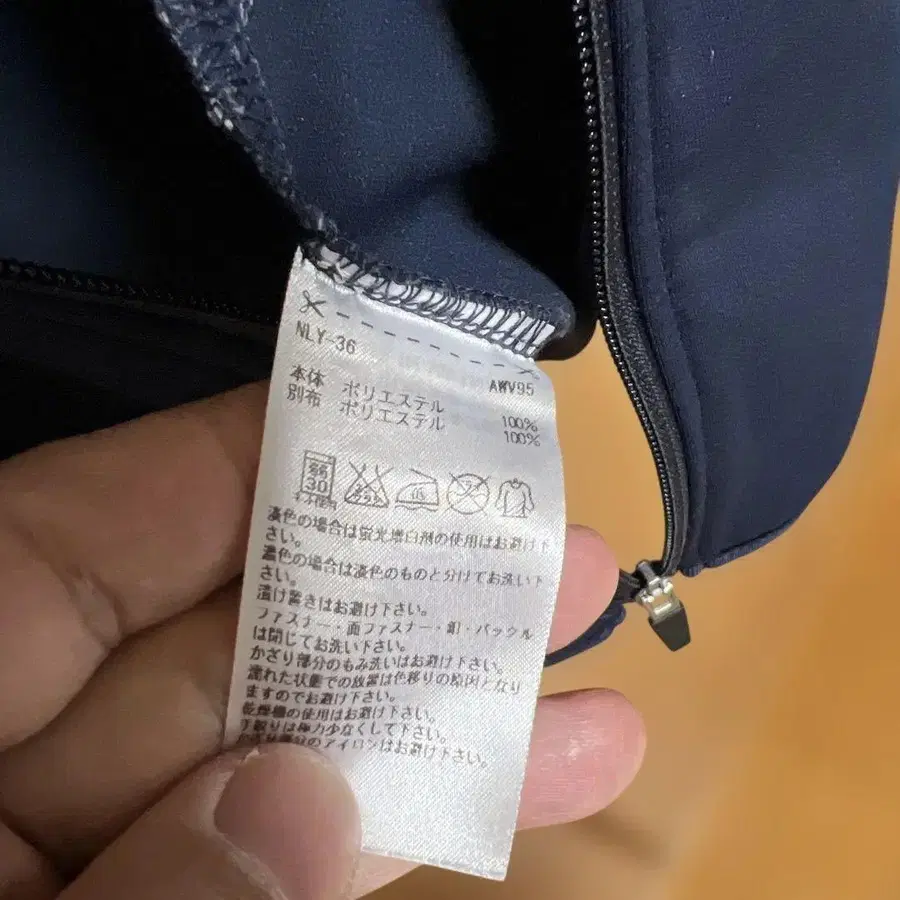 NLY-36
AWV95
本体 ポリエステル 100%
別布 ポリエステル 100%
弱 30
淡色の場合は蛍光増白剤の使用はお避け下
さい。
濃色の場合は淡色のものと分けてお洗い下
さい。
漬け置きはお避け下さい。
ファスナー・面ファスナー・釦・バックル
は閉じてお洗い下さい。
かざり部分のもみ洗いはお避け下さい。
濡れた状態での放置は色移りの原因となり
ますのでお避け下さい。
乾燥機の使用はお避け下さい。
手絞りは極力少なくして下さい。
かざり部分のアイロンはお避け下さい。